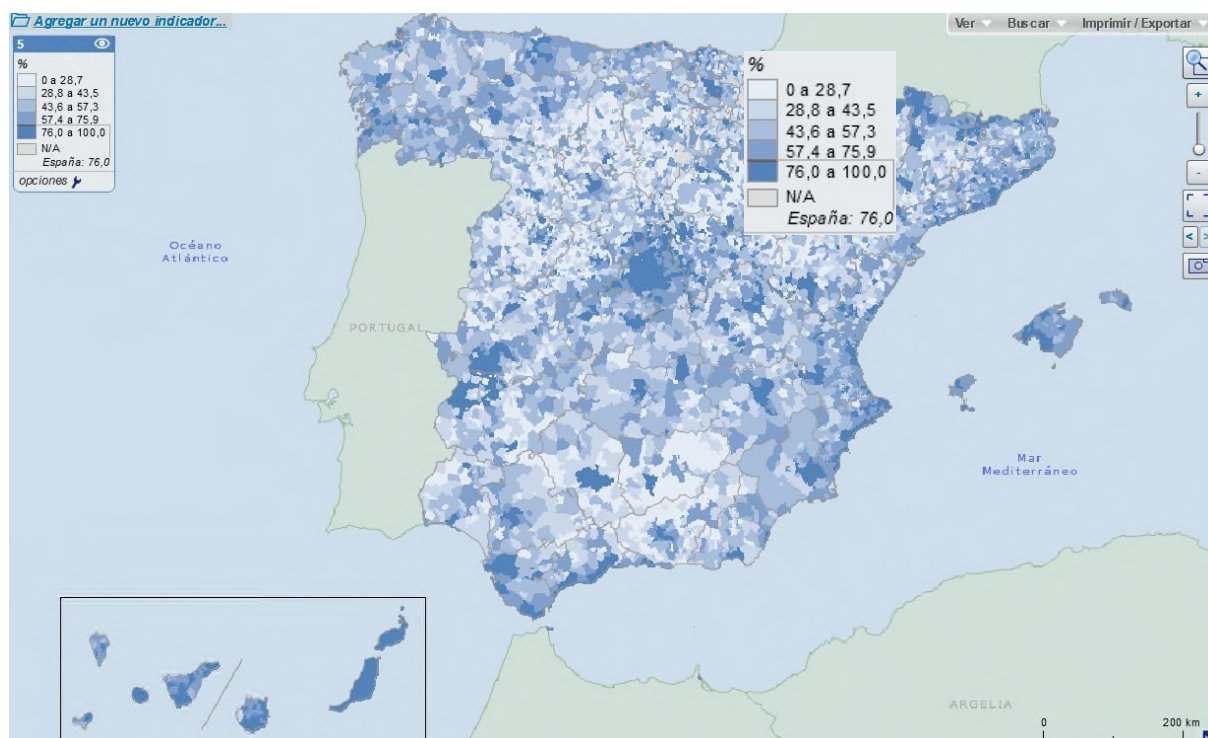 Agregar un nuevo indicador...
Ver
Buscar
Imprimir / Exportar
5
%
0 a 28,7
28,8 a 43,5
43,6 a 57,3
57,4 a 75,9
76,0 a 100,0
N/A
España: 76,0
opciones
%
0 a 28,7
28,8 a 43,5
43,6 a 57,3
57,4 a 75,9
76,0 a 100,0
N/A
España: 76,0
+
-
< >
Océano
Atlántico
PORTUGAL
Mar
Mediterráneo
ARGELIA
0
200 km